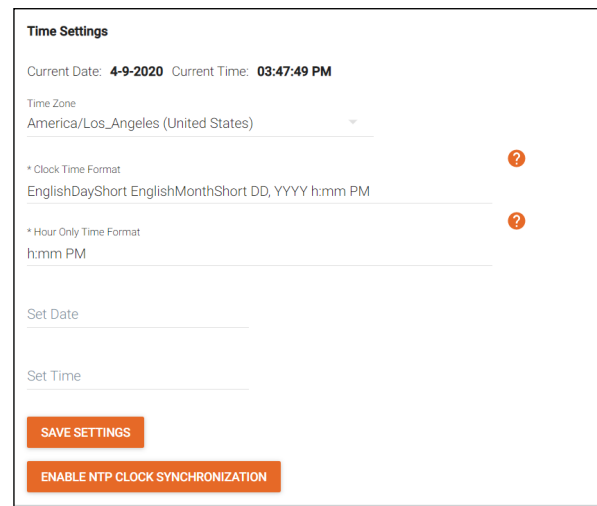 Time Settings
Current Date: 4-9-2020 Current Time: 03:47:49 PM
Time Zone
America/Los_Angeles (United States)
?
* Clock Time Format
EnglishDayShort EnglishMonthShort DD, YYYY h:mm PM
?
* Hour Only Time Format
h:mm PM
Set Date
Set Time
SAVE SETTINGS
ENABLE NTP CLOCK SYNCHRONIZATION